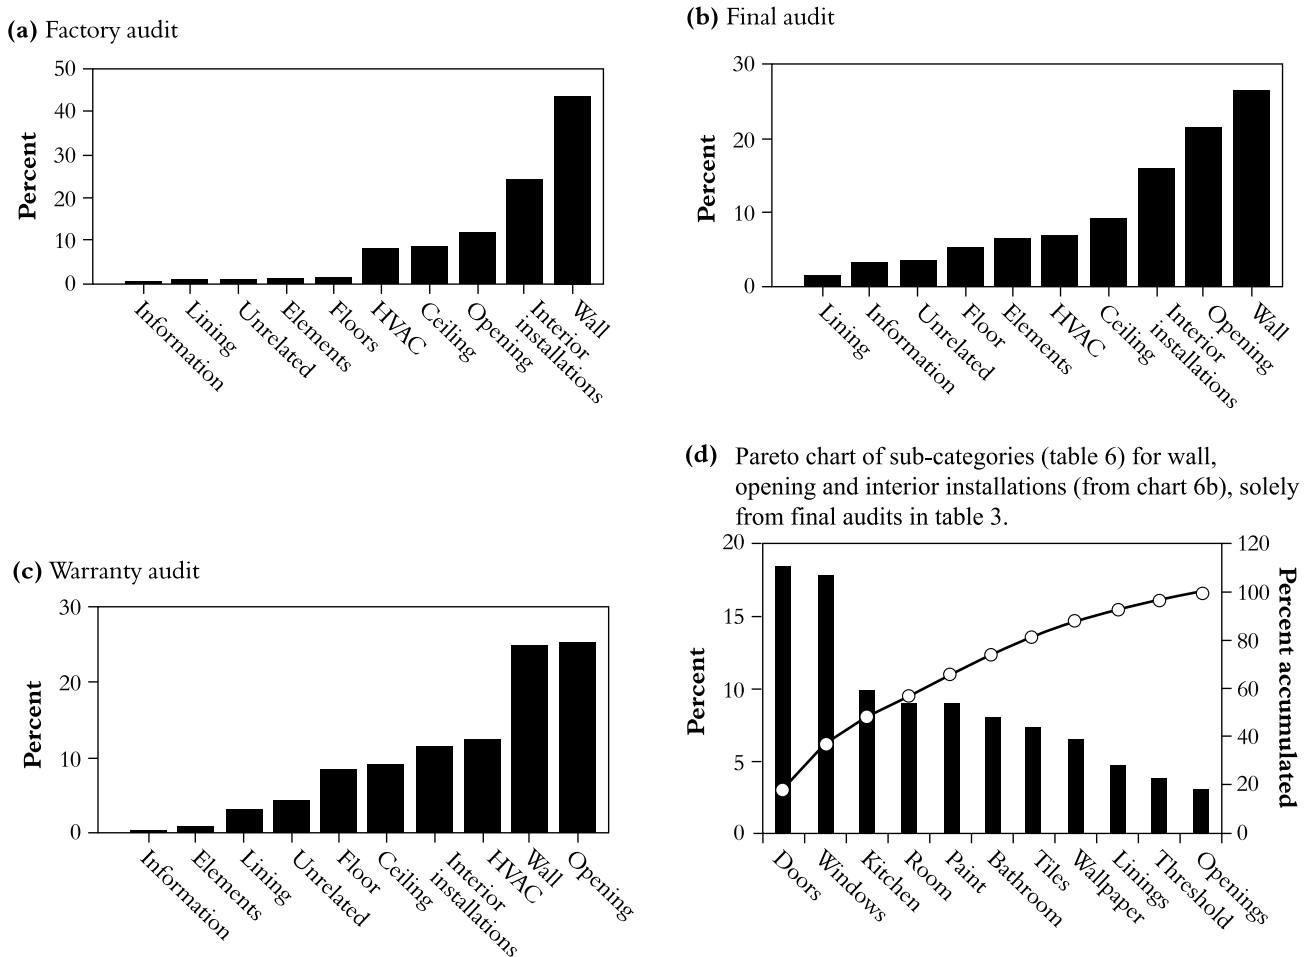 (a) Factory audit
50
40
30
20
10
0
Percent
Information
Lining
Unrelated
Elements
Floors
HVAC
Ceiling
Opening
Interior
installations
Wall
(b) Final audit
30
20
10
0
Percent
Lining
Information
Unrelated
Floor
Elements
HVAC
Ceiling
Interior
installations
Opening
Wall
(c) Warranty audit
30
20
10
0
Percent
Information
Elements
Lining
Unrelated
Floor
Ceiling
Interior
installations
HVAC
Wall
Opening
(d) Pareto chart of sub-categories (table 6) for wall,
opening and interior installations (from chart 6b), solely
from final audits in table 3.
20
15
10
5
0
Percent
120
100
80
60
40
20
0
Percent accumulated
Doors
Windows
Kitchen
Room
Paint
Bathroom
Tiles
Wallpaper
Linings
Threshold
Openings